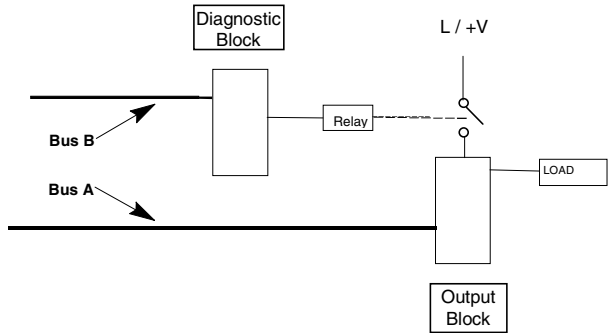 Diagnostic
Block
L / +V
Relay
Bus B
Bus A
LOAD
Output
Block